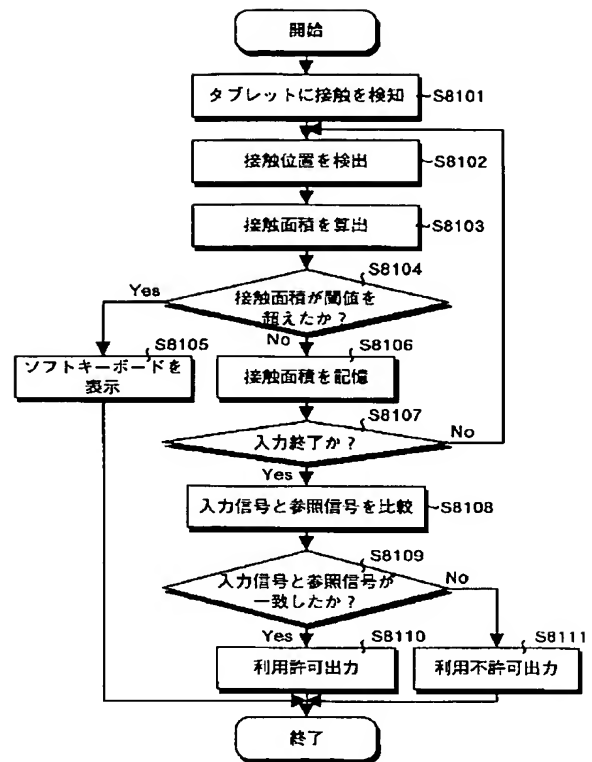 開始
タブレットに接触を検知
S8101
接触位置を検出
S8102
接触面積を算出
S8103
S8104
接触面積が閾値を
超えたか？
Yes
No
S8105
ソフトキーボードを
表示
S8106
接触面積を記憶
S8107
入力終了か？
No
Yes
入力信号と参照信号を比較
S8108
S8109
入力信号と参照信号が
一致したか？
No
Yes
S8110
利用許可出力
S8111
利用不許可出力
終了